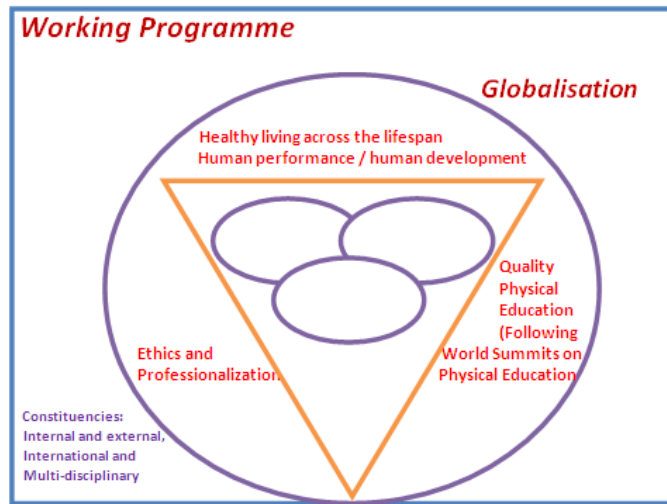 Working Programme
Globalisation
Healthy living across the lifespan
Human performance / human development
Quality
Physical
Education
(Following
World Summits on
Physical Education
Ethics and
Professionalization
Constituencies:
Internal and external,
International and
Multi-disciplinary